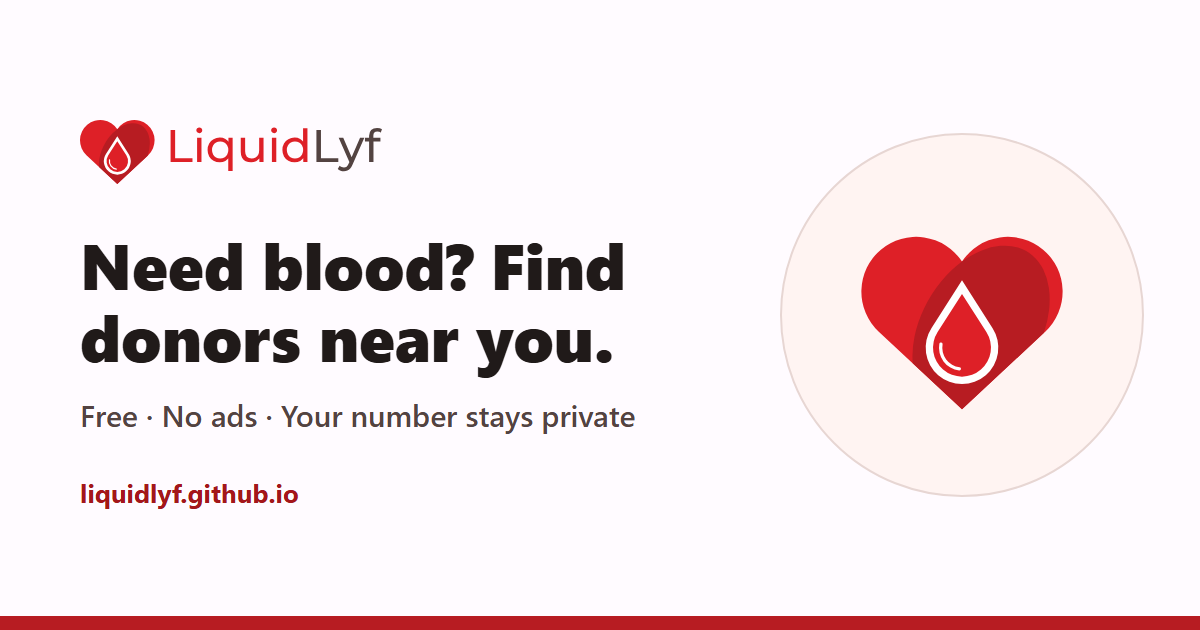 LiquidLyf
Need blood? Find
donors near you.
Free · No ads · Your number stays private
liquidlyf.github.io